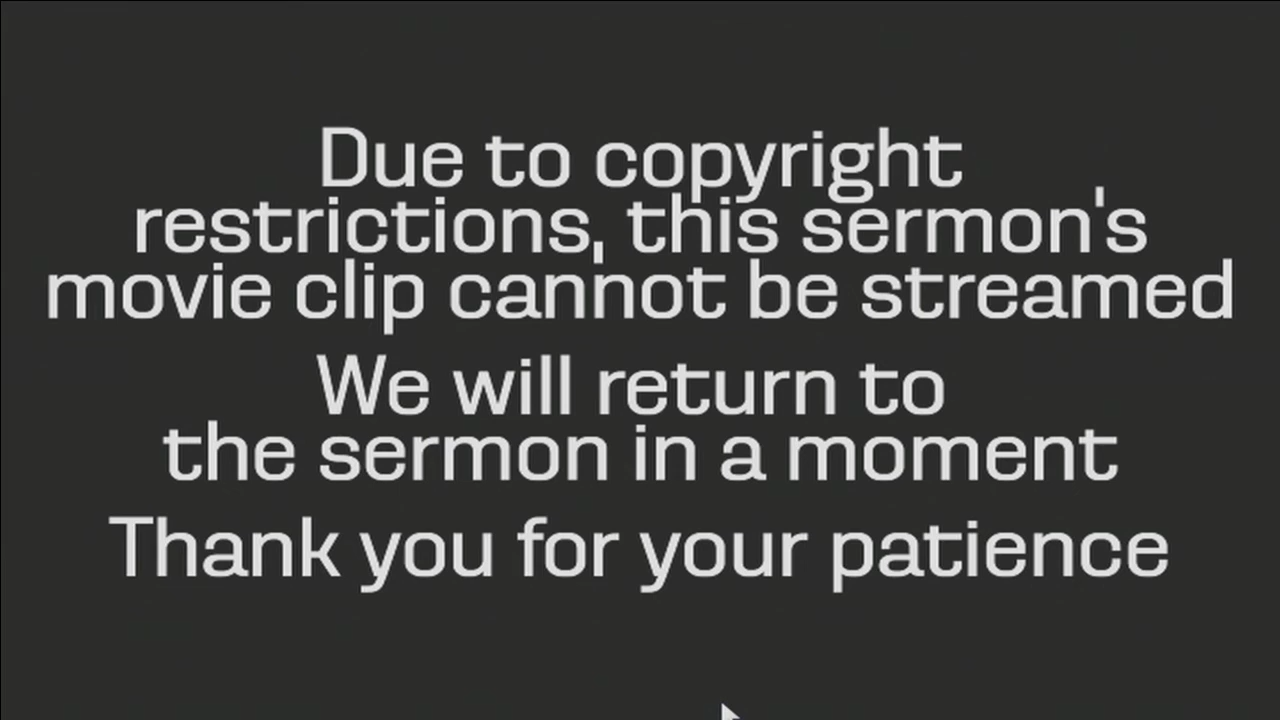 Due to copyright
restrictions, this sermon's
movie clip cannot be streamed
We will return to
the sermon in a moment
Thank you for your patience